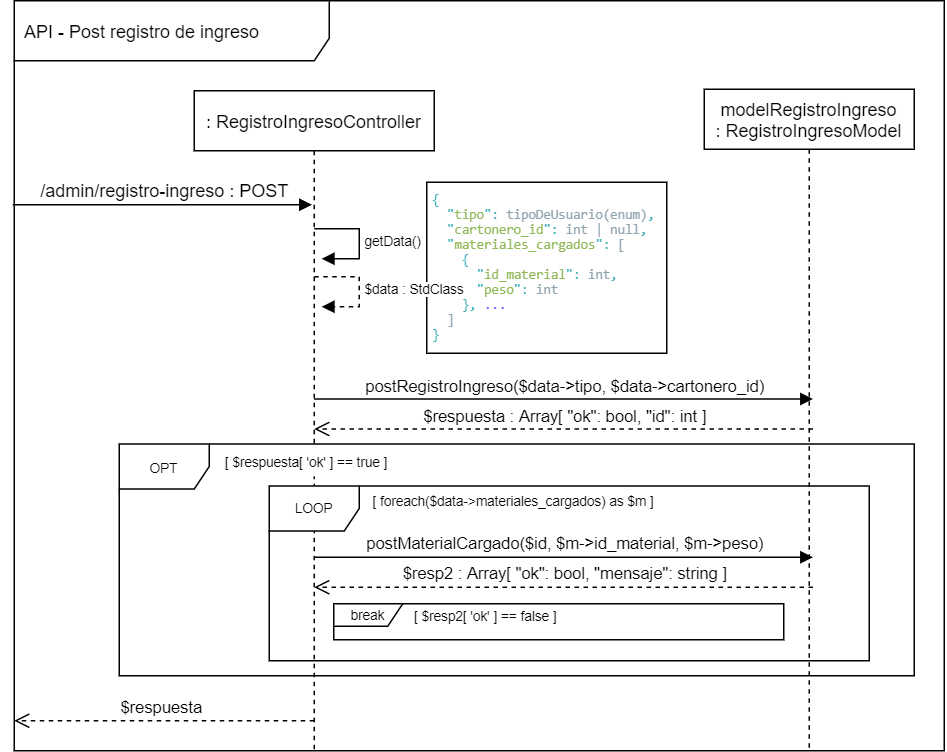 API - Post registro de ingreso
: RegistroIngresoController
modelRegistroIngreso
: RegistroIngresoModel
/admin/registro-ingreso : POST
getData()
$data : StdClass
{
"tipo": tipoDeUsuario(enum),
"cartonero_id": int | null,
"materiales_cargados": [
{
"id_material": int,
"peso": int
}, ...
]
}
postRegistroIngreso($data->tipo, $data->cartonero_id)
$respuesta : Array[ "ok": bool, "id": int ]
OPT
[ $respuesta[ 'ok' ] == true ]
LOOP
[ foreach($data->materiales_cargados) as $m ]
postMaterialCargado($id, $m->id_material, $m->peso)
$resp2 : Array[ "ok": bool, "mensaje": string ]
break
[ $resp2[ 'ok' ] == false ]
$respuesta